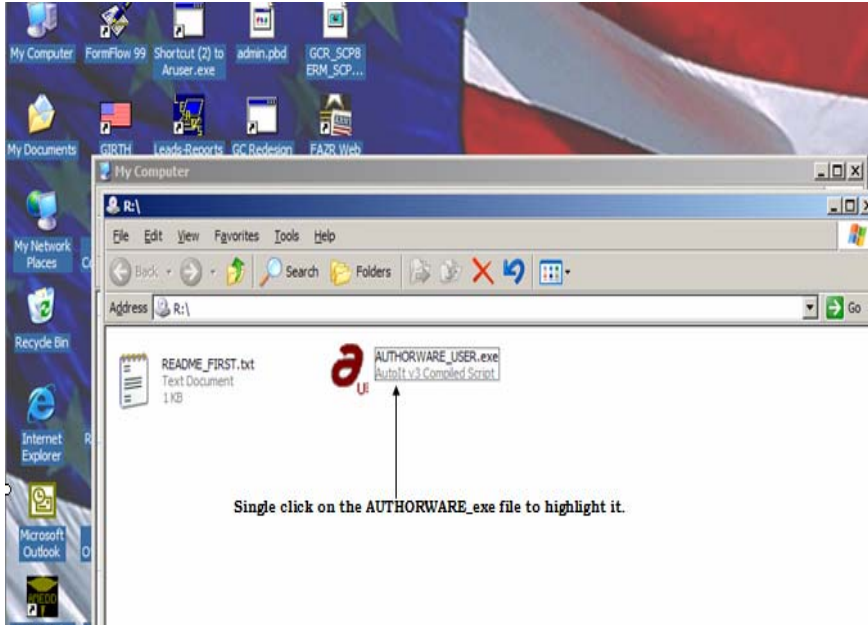 My Computer
FormFlow 99
Shortcut (2) to
Aruser.exe
admin.pbd
GCR_SCP8
ERM_SCP...
My Documents
GIRTH
Leads-Reports
GC Redesign
FAZR Web
My Computer
R:\
File Edit View Favorites Tools Help
My Network
Places
Back Search Folders
Address R:\ Go
Recycle Bin
README_FIRST.txt
Text Document
1 KB
AUTHORWARE_USER.exe
AutoIt v3 Compiled Script
Internet
Explorer
Single click on the AUTHORWARE_exe file to highlight it.
Microsoft
Outlook
AMEDD